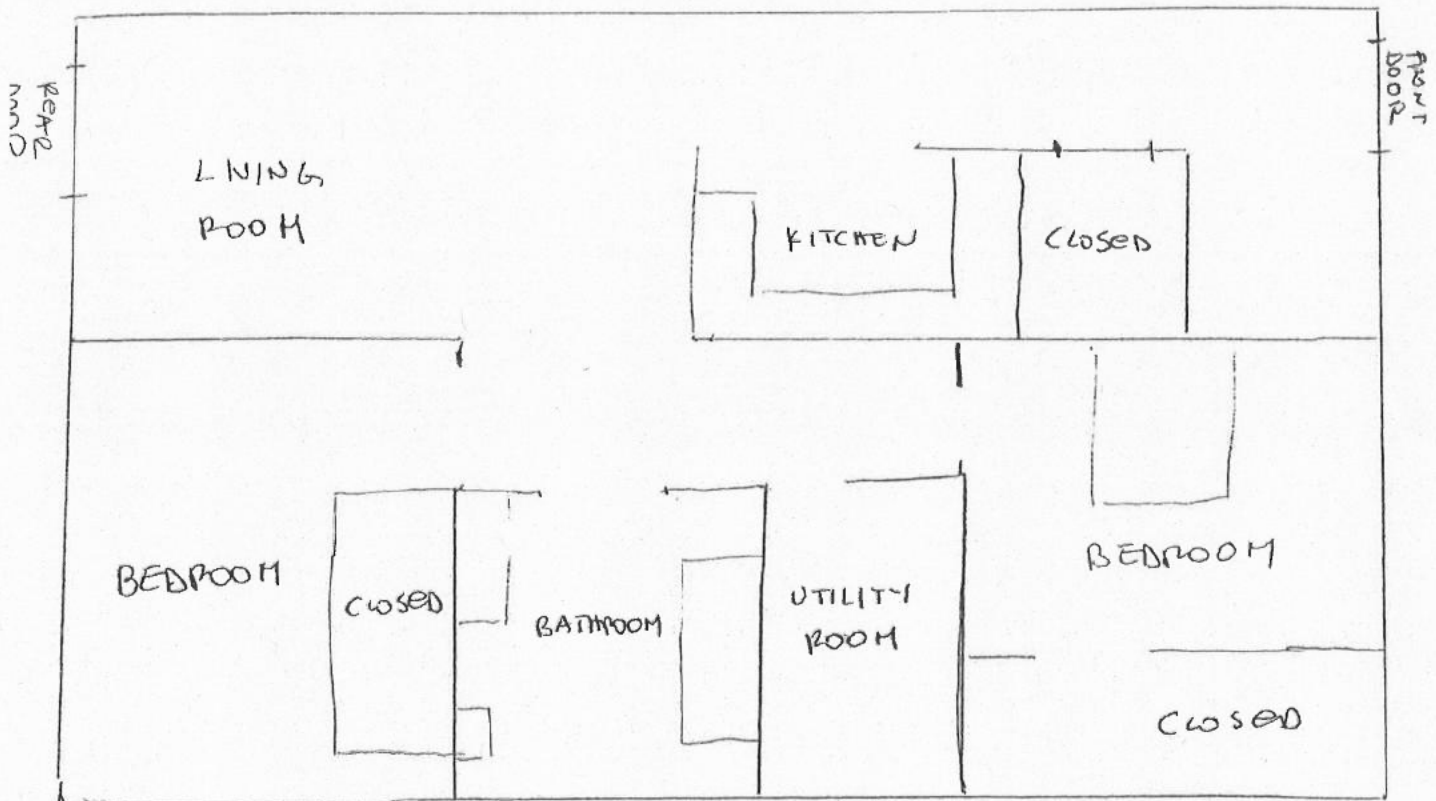 FRONT
DOOR
REAR
LIVING
ROOM
KITCHEN
CLOSED
BEDROOM
CLOSED
BATHROOM
UTILITY
ROOM
BEDROOM
CLOSED